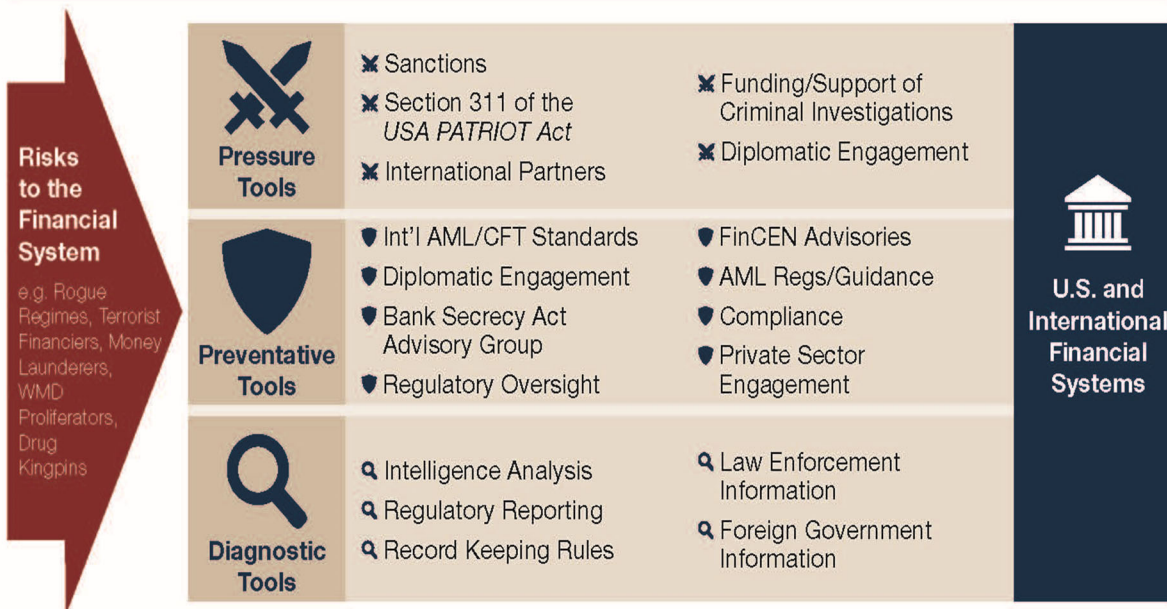 Risks
to the
Financial
System
e.g. Rogue
Regimes, Terrorist
Financiers, Money
Launderers,
WMD
Proliferators,
Drug
Kingpins
Pressure
Tools
Sanctions
Section 311 of the
USA PATRIOT Act
International Partners
Funding/Support of
Criminal Investigations
Diplomatic Engagement
Preventative
Tools
Int'l AML/CFT Standards
Diplomatic Engagement
Bank Secrecy Act
Advisory Group
Regulatory Oversight
FinCEN Advisories
AML Regs/Guidance
Compliance
Private Sector
Engagement
Diagnostic
Tools
Intelligence Analysis
Regulatory Reporting
Record Keeping Rules
Law Enforcement
Information
Foreign Government
Information
U.S. and
International
Financial
Systems